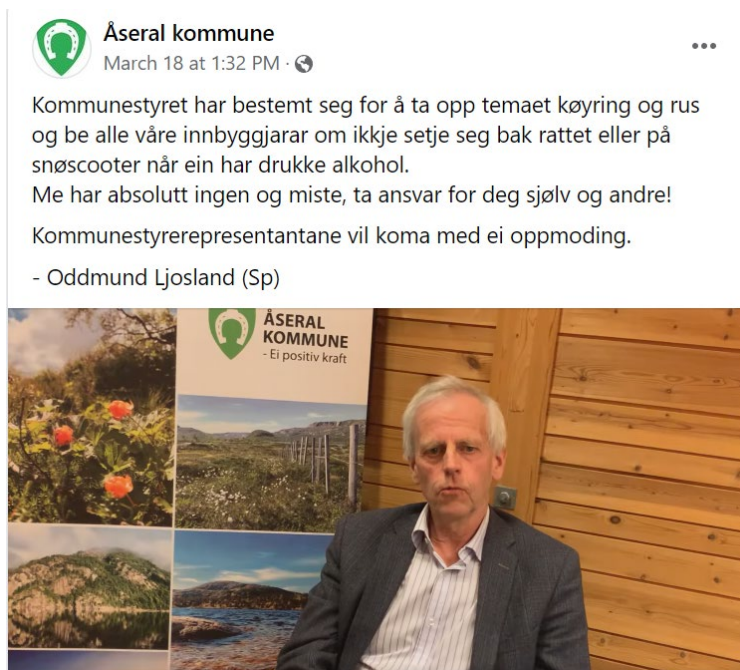 Åseral kommune
March 18 at 1:32 PM ·
Kommunestyret har bestemt seg for å ta opp temaet køyring og rus
og be alle våre innbyggjarar om ikkje setje seg bak rattet eller på
snøscooter når ein har drukke alkohol.
Me har absolutt ingen og miste, ta ansvar for deg sjølv og andre!
Kommunestyrerepresentantane vil koma med ei oppmoding.
- Oddmund Ljosland (Sp)
ÅSERAL
KOMMUNE
- Ei positiv kraft